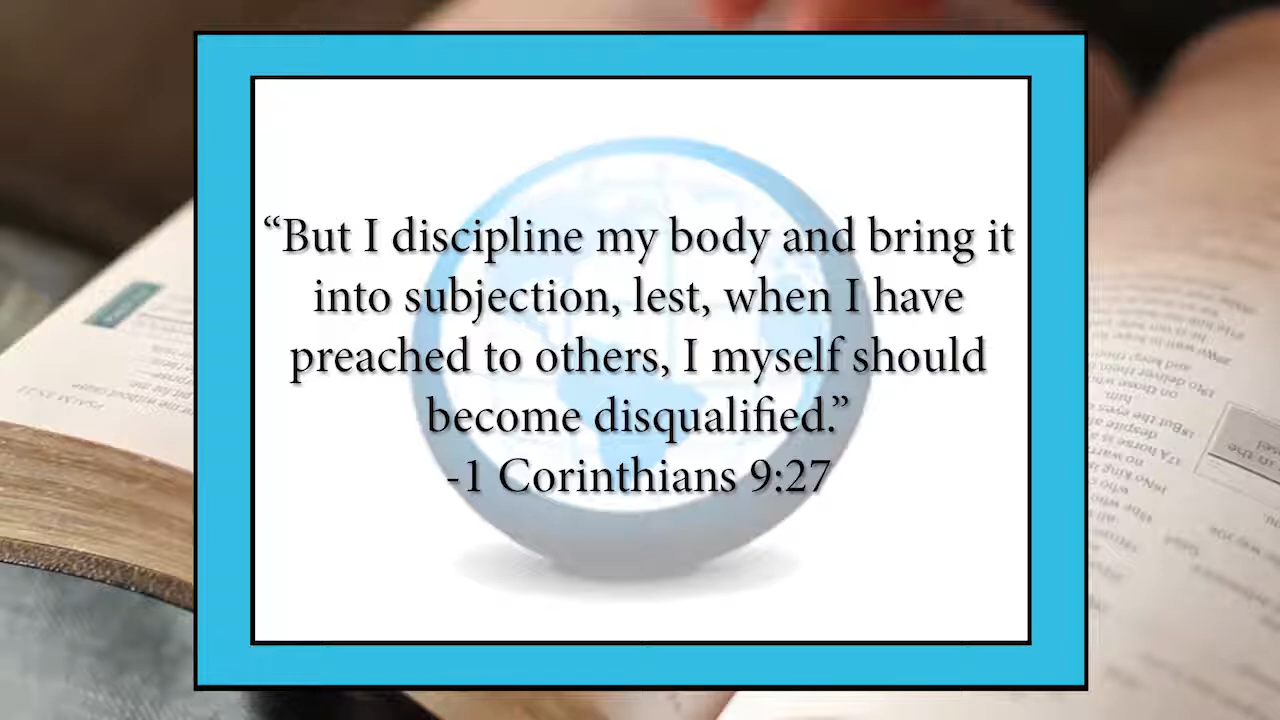 “But I discipline my body and bring it
into subjection, lest, when I have
preached to others, I myself should
become disqualified.”
-1 Corinthians 9:27